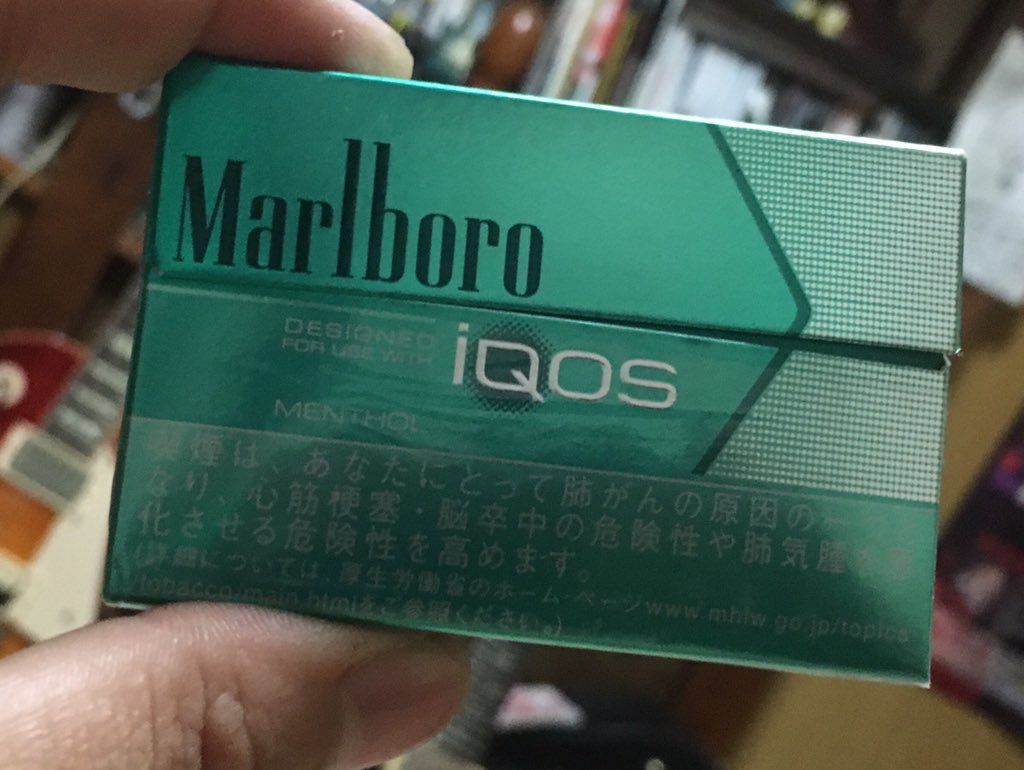 Marlboro
DESIGNED
FOR USE WITH
iQOS
MENTHOL
喫煙は、あなたにとって肺がんの原因の一つと
なり、心筋梗塞・脳卒中の危険性や肺気腫を悪
化させる危険性を高めます。
(詳細については、厚生労働省のホーム・ページwww.mhlw.go.jp/topics
/tobacco/main.htmlをご参照ください。)